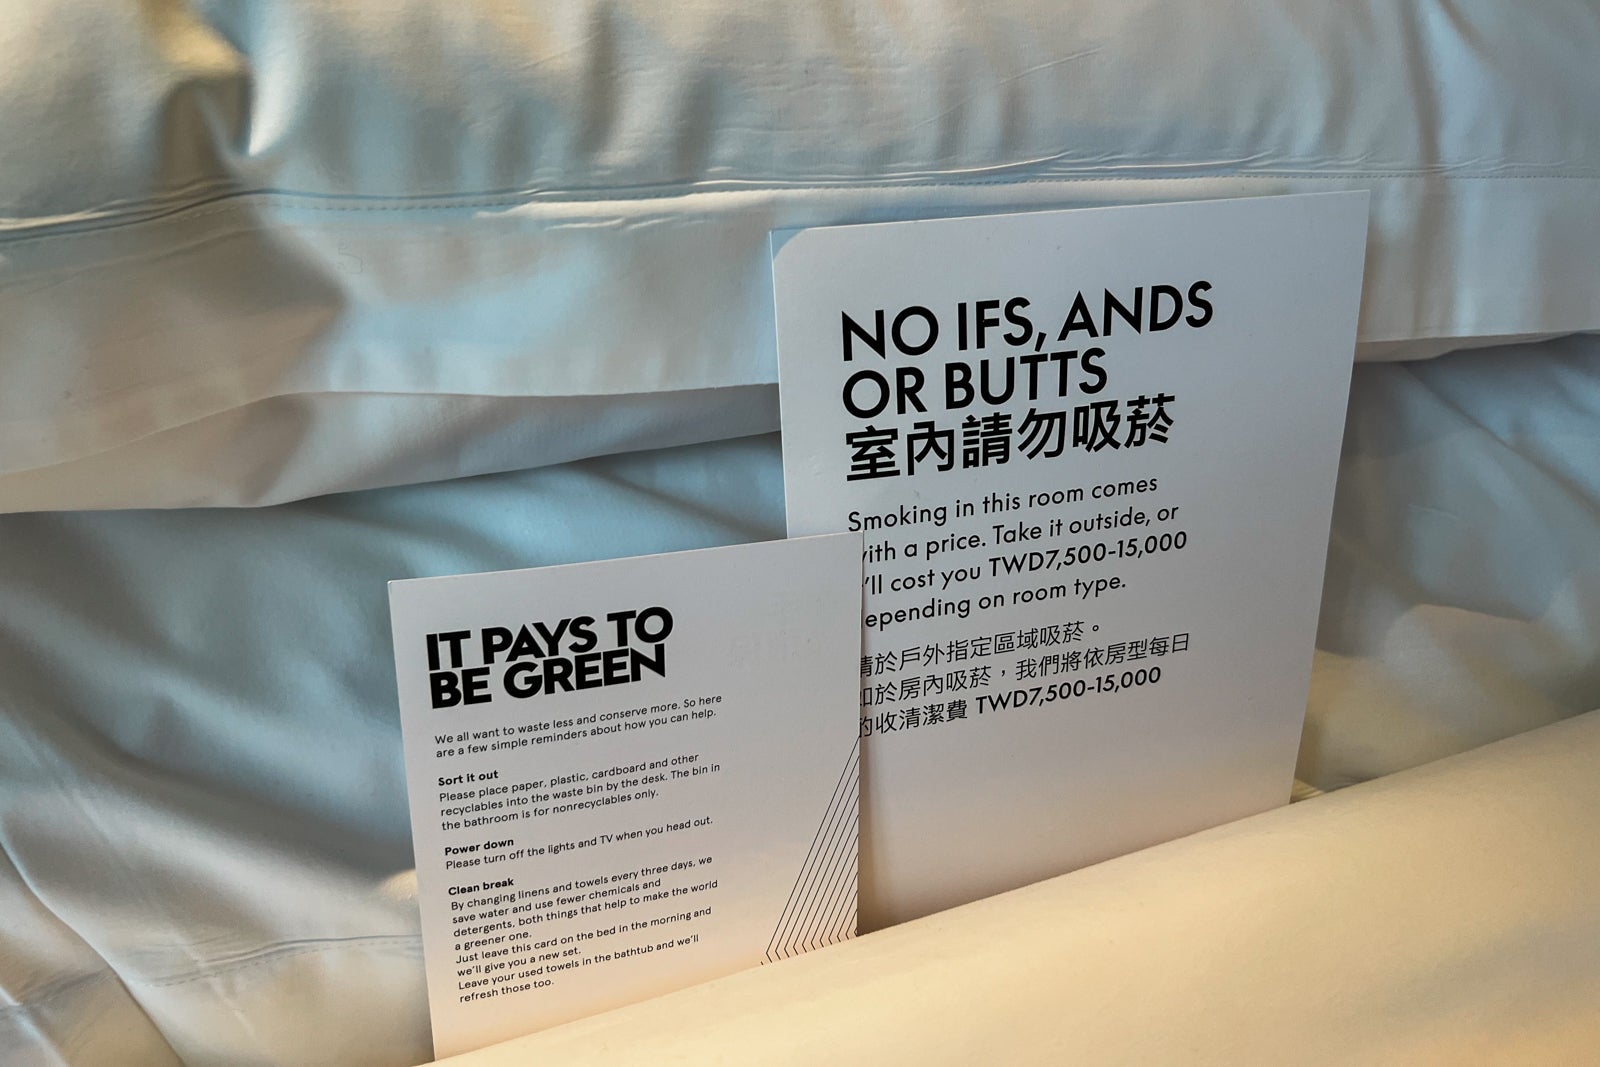 NO IFS, ANDS
OR BUTTS
室內請勿吸菸
Smoking in this room comes
with a price. Take it outside, or
'll cost you TWD7,500-15,000
epending on room type.
請於戶外指定區域吸菸。
如於房內吸菸，我們將依房型每日
酌收清潔費 TWD7,500-15,000
IT PAYS TO
BE GREEN
We all want to waste less and conserve more. So here
are a few simple reminders about how you can help.
Sort it out
Please place paper, plastic, cardboard and other
recyclables into the waste bin by the desk. The bin in
the bathroom is for nonrecyclables only.
Power down
Please turn off the lights and TV when you head out.
Clean break
By changing linens and towels every three days, we
save water and use fewer chemicals and
detergents, both things that help to make the world
a greener one.
Just leave this card on the bed in the morning and
we'll give you a new set.
Leave your used towels in the bathtub and we'll
refresh those too.